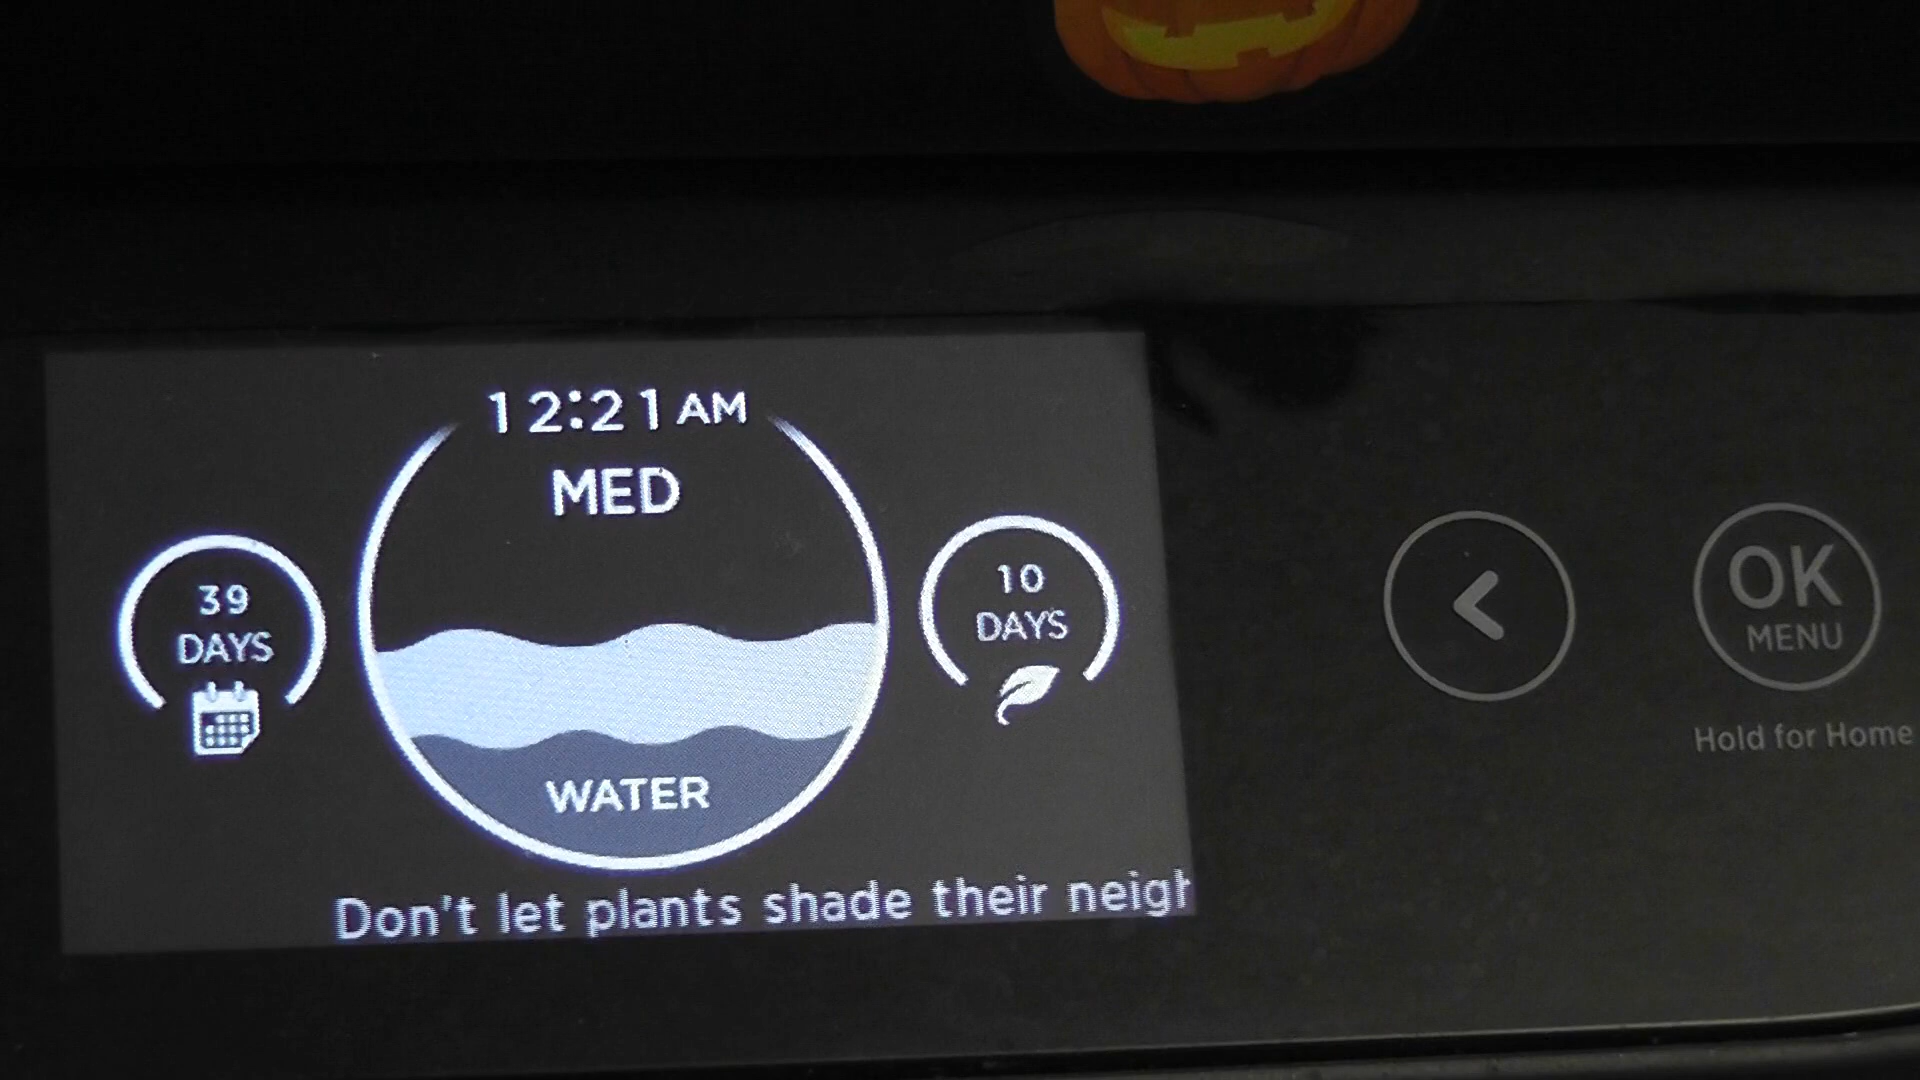 12:21 AM
MED
39
DAYS
10
DAYS
WATER
Don't let plants shade their
<
OK
MENU
Hold for Home